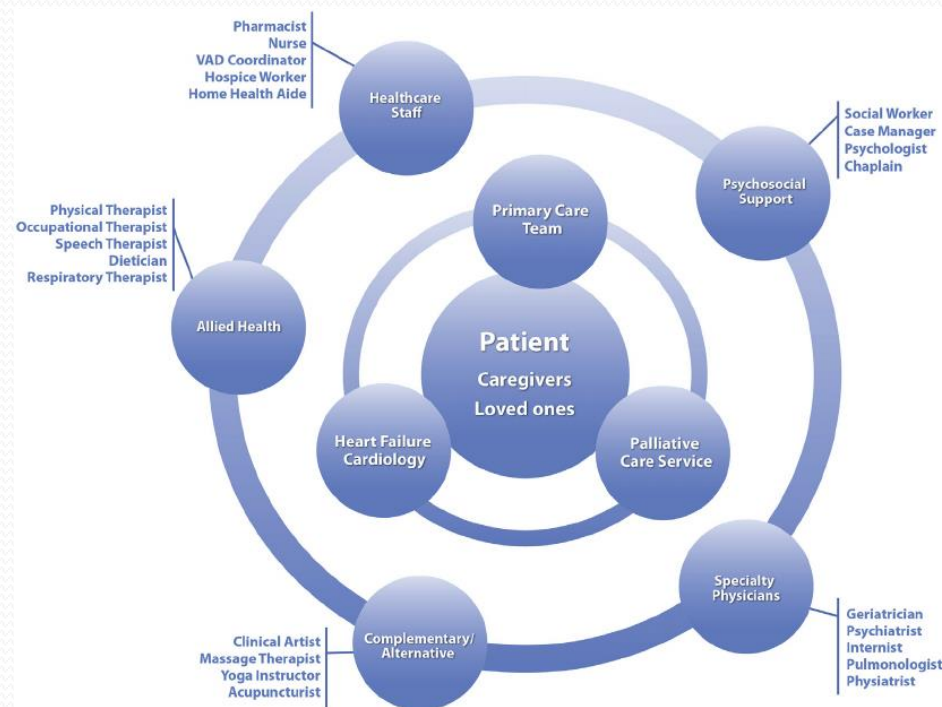 Pharmacist
Nurse
VAD Coordinator
Hospice Worker
Home Health Aide
Healthcare
Staff
Social Worker
Case Manager
Psychologist
Chaplain
Psychosocial
Support
Physical Therapist
Occupational Therapist
Speech Therapist
Dietician
Respiratory Therapist
Allied Health
Primary Care
Team
Patient
Caregivers
Loved ones
Heart Failure
Cardiology
Palliative
Care Service
Specialty
Physicians
Geriatrician
Psychiatrist
Internist
Pulmonologist
Physiatrist
Complementary/
Alternative
Clinical Artist
Massage Therapist
Yoga Instructor
Acupuncturist